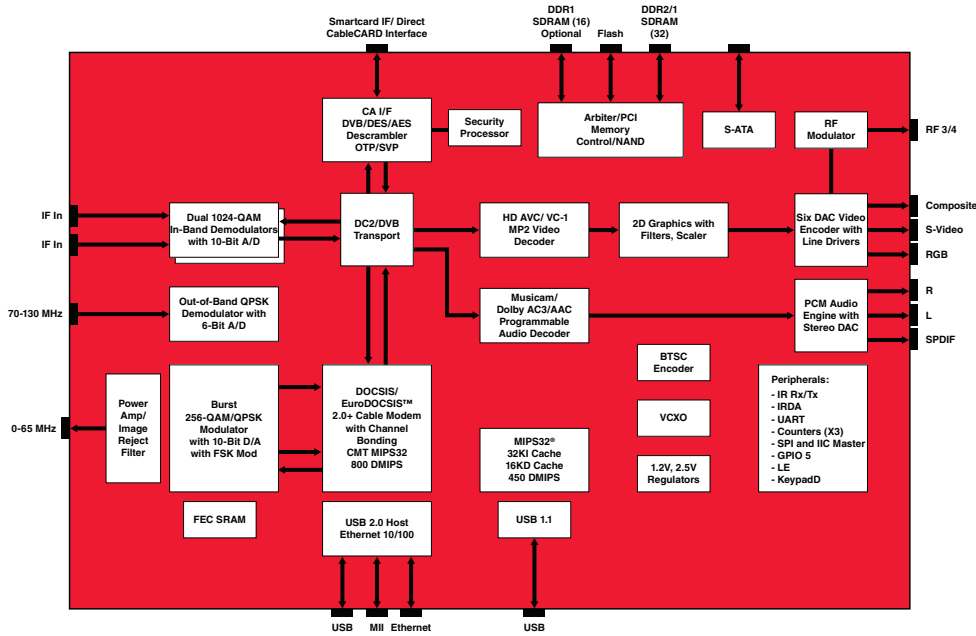 Smartcard IF/ Direct
CableCARD Interface
DDR1
SDRAM (16)
Optional
Flash
DDR2/1
SDRAM
(32)
CA I/F
DVB/DES/AES
Descrambler
OTP/SVP
Security
Processor
Arbiter/PCI
Memory
Control/NAND
S-ATA
RF
Modulator
RF 3/4
IF In
IF In
Dual 1024-QAM
In-Band Demodulators
with 10-Bit A/D
DC2/DVB
Transport
HD AVC/ VC-1
MP2 Video
Decoder
2D Graphics with
Filters, Scaler
Six DAC Video
Encoder with
Line Drivers
Composite
S-Video
RGB
70-130 MHz
Out-of-Band QPSK
Demodulator with
6-Bit A/D
Musicam/
Dolby AC3/AAC
Programmable
Audio Decoder
PCM Audio
Engine with
Stereo DAC
R
L
SPDIF
0-65 MHz
Power
Amp/
Image
Reject
Filter
Burst
256-QAM/QPSK
Modulator
with 10-Bit D/A
with FSK Mod
DOCSIS/
EuroDOCSIS™
2.0+ Cable Modem
with Channel
Bonding
CMT MIPS32
800 DMIPS
MIPS32®
32KI Cache
16KD Cache
450 DMIPS
BTSC
Encoder
VCXO
1.2V, 2.5V
Regulators
Peripherals:
- IR Rx/Tx
- IRDA
- UART
- Counters (X3)
- SPI and IIC Master
- GPIO 5
- LE
- KeypadD
FEC SRAM
USB 2.0 Host
Ethernet 10/100
USB 1.1
USB
MII
Ethernet
USB